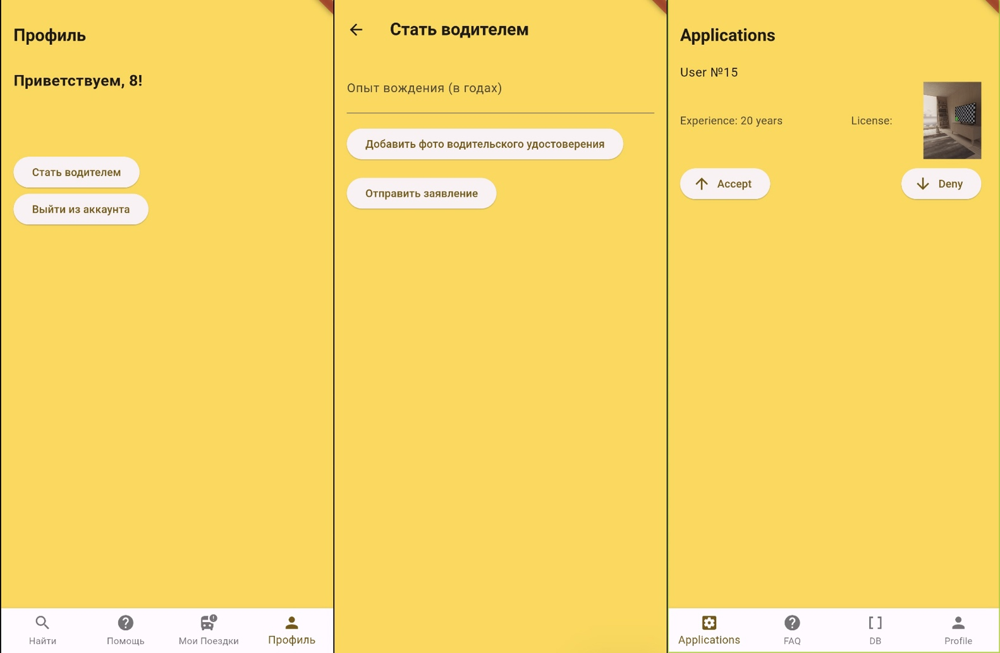 Профиль
Приветствуем, 8!
Стать водителем
Выйти из аккаунта
Найти
Помощь
Мои Поездки
Профиль
Стать водителем
Опыт вождения (в годах)
Добавить фото водительского удостоверения
Отправить заявление
Applications
User №15
Experience: 20 years
License:
Accept
Deny
Applications
FAQ
DB
Profile